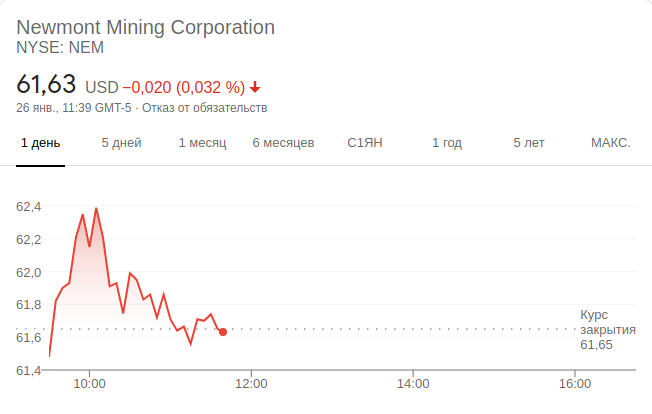 Newmont Mining Corporation
NYSE: NEM
61,63 USD −0,020 (0,032 %)
26 янв., 11:39 GMT-5 · Отказ от обязательств
1 день 5 дней 1 месяц 6 месяцев С1ЯН 1 год 5 лет МАКС.
62,4
62,2
62,0
61,8
61,6
61,4
Курс
закрытия
61,65
10:00 12:00 14:00 16:00